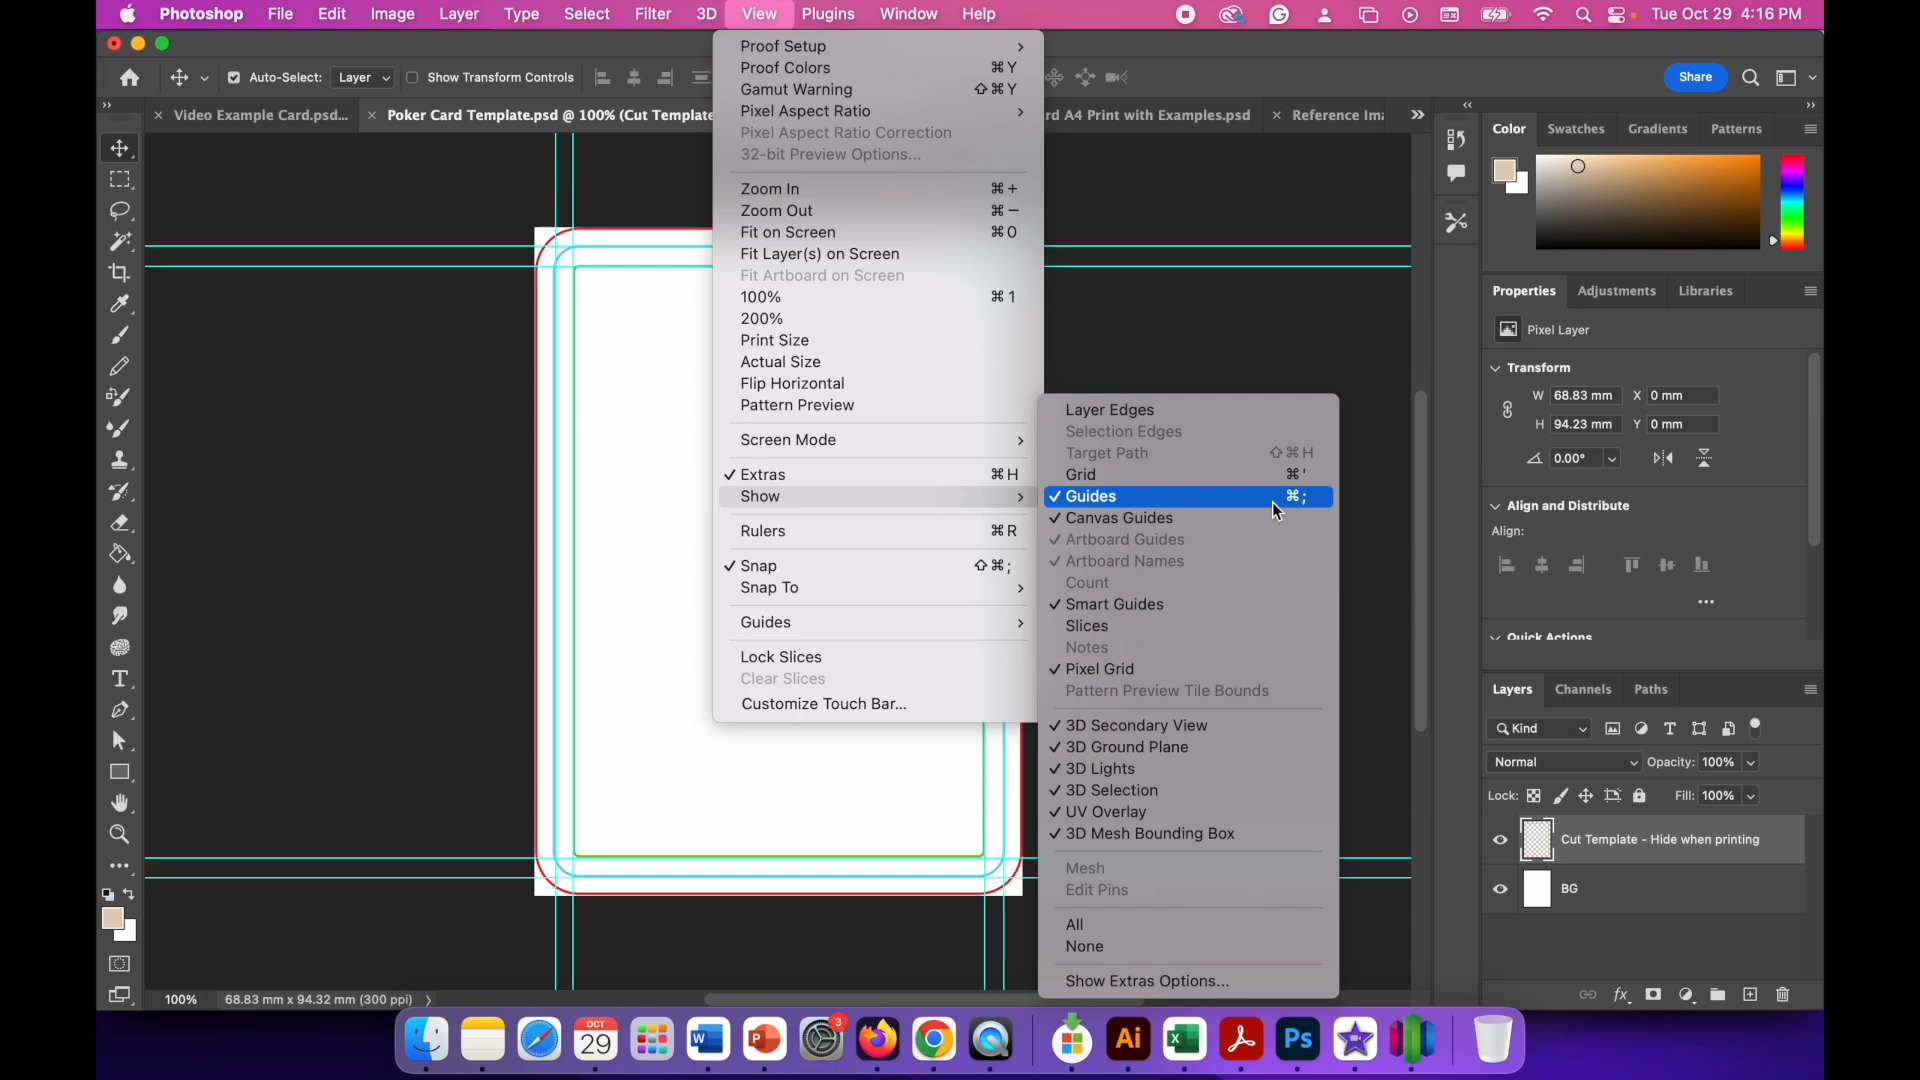 Photoshop File Edit Image Layer Type Select Filter 3D View Plugins Window Help Tue Oct 29 4:16 PM
Auto-Select: Layer Show Transform Controls Share
Video Example Card.psd... Poker Card Template.psd @ 100% (Cut Template rd A4 Print with Examples.psd Reference Ima
Proof Setup
Proof Colors ⌘Y
Gamut Warning ⇧⌘Y
Pixel Aspect Ratio
Pixel Aspect Ratio Correction
32-bit Preview Options...
Zoom In ⌘+
Zoom Out ⌘−
Fit on Screen ⌘0
Fit Layer(s) on Screen
Fit Artboard on Screen
100% ⌘1
200%
Print Size
Actual Size
Flip Horizontal
Pattern Preview
Screen Mode
✓ Extras ⌘H
Show
Rulers ⌘R
✓ Snap ⇧⌘;
Snap To
Guides
Lock Slices
Clear Slices
Customize Touch Bar...
Layer Edges
Selection Edges
Target Path ⇧⌘H
Grid ⌘'
✓ Guides ⌘;
✓ Canvas Guides
✓ Artboard Guides
✓ Artboard Names
Count
✓ Smart Guides
Slices
Notes
✓ Pixel Grid
Pattern Preview Tile Bounds
✓ 3D Secondary View
✓ 3D Ground Plane
✓ 3D Lights
✓ 3D Selection
✓ UV Overlay
✓ 3D Mesh Bounding Box
Mesh
Edit Pins
All
None
Show Extras Options...
Color Swatches Gradients Patterns
Properties Adjustments Libraries
Pixel Layer
Transform
W 68.83 mm X 0 mm
H 94.23 mm Y 0 mm
0.00°
Align and Distribute
Align:
Quick Actions
Layers Channels Paths
Kind
Normal Opacity: 100%
Lock: Fill: 100%
Cut Template - Hide when printing
BG
fx
100% 68.83 mm x 94.32 mm (300 ppi)
OCT
29
W
P
3
Ai
X
Ps